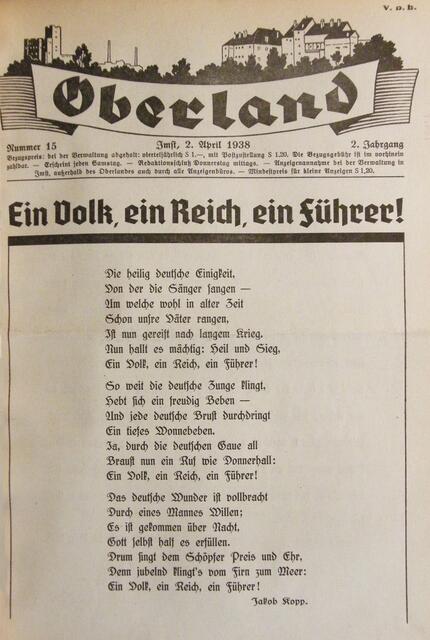 V. b. b.
Oberland
Nummer 15 Imst, 2. April 1938 2. Jahrgang
Bezugspreis: bei der Verwaltung abgeholt: vierteljährlich S 1.—, mit Postzustellung S 1.20. Die Bezugsgebühr ist im vorhinein
zahlbar. — Erscheint jeden Samstag. — Redaktionsschluß Donnerstag mittags. — Anzeigenannahme bei der Verwaltung in
Imst, außerhalb des Oberlandes auch durch alle Anzeigenbüros. — Mindestpreis für kleine Anzeigen S 1,20.
Ein Volk, ein Reich, ein Führer!
Die heilig deutsche Einigkeit,
Von der die Sänger sangen —
Um welche wohl in alter Zeit
Schon unsre Väter rangen,
Ist nun gereift nach langem Krieg.
Nun hallt es mächtig: Heil und Sieg,
Ein Volk, ein Reich, ein Führer!
So weit die deutsche Zunge klingt,
Hebt sich ein freudig Beben —
Und jede deutsche Brust durchdringt
Ein tiefes Wonnebeben.
Ja, durch die deutschen Gaue all
Braust nun ein Ruf wie Donnerhall:
Ein Volk, ein Reich, ein Führer!
Das deutsche Wunder ist vollbracht
Durch eines Mannes Willen;
Es ist gekommen über Nacht,
Gott selbst half es erfüllen.
Drum singt dem Schöpfer Preis und Ehr,
Denn jubelnd klingt's vom Firn zum Meer:
Ein Volk, ein Reich, ein Führer!
Jakob Kopp.